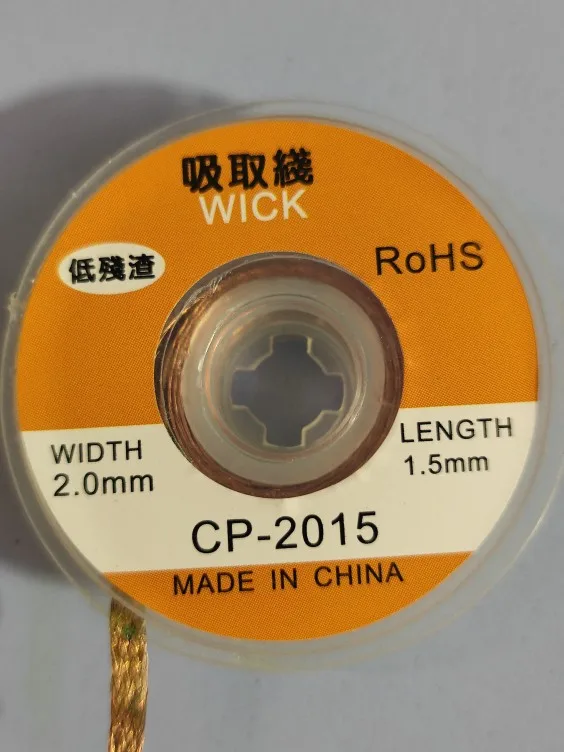 吸取綫
WICK
低殘渣
RoHS
WIDTH
2.0mm
LENGTH
1.5mm
CP-2015
MADE IN CHINA